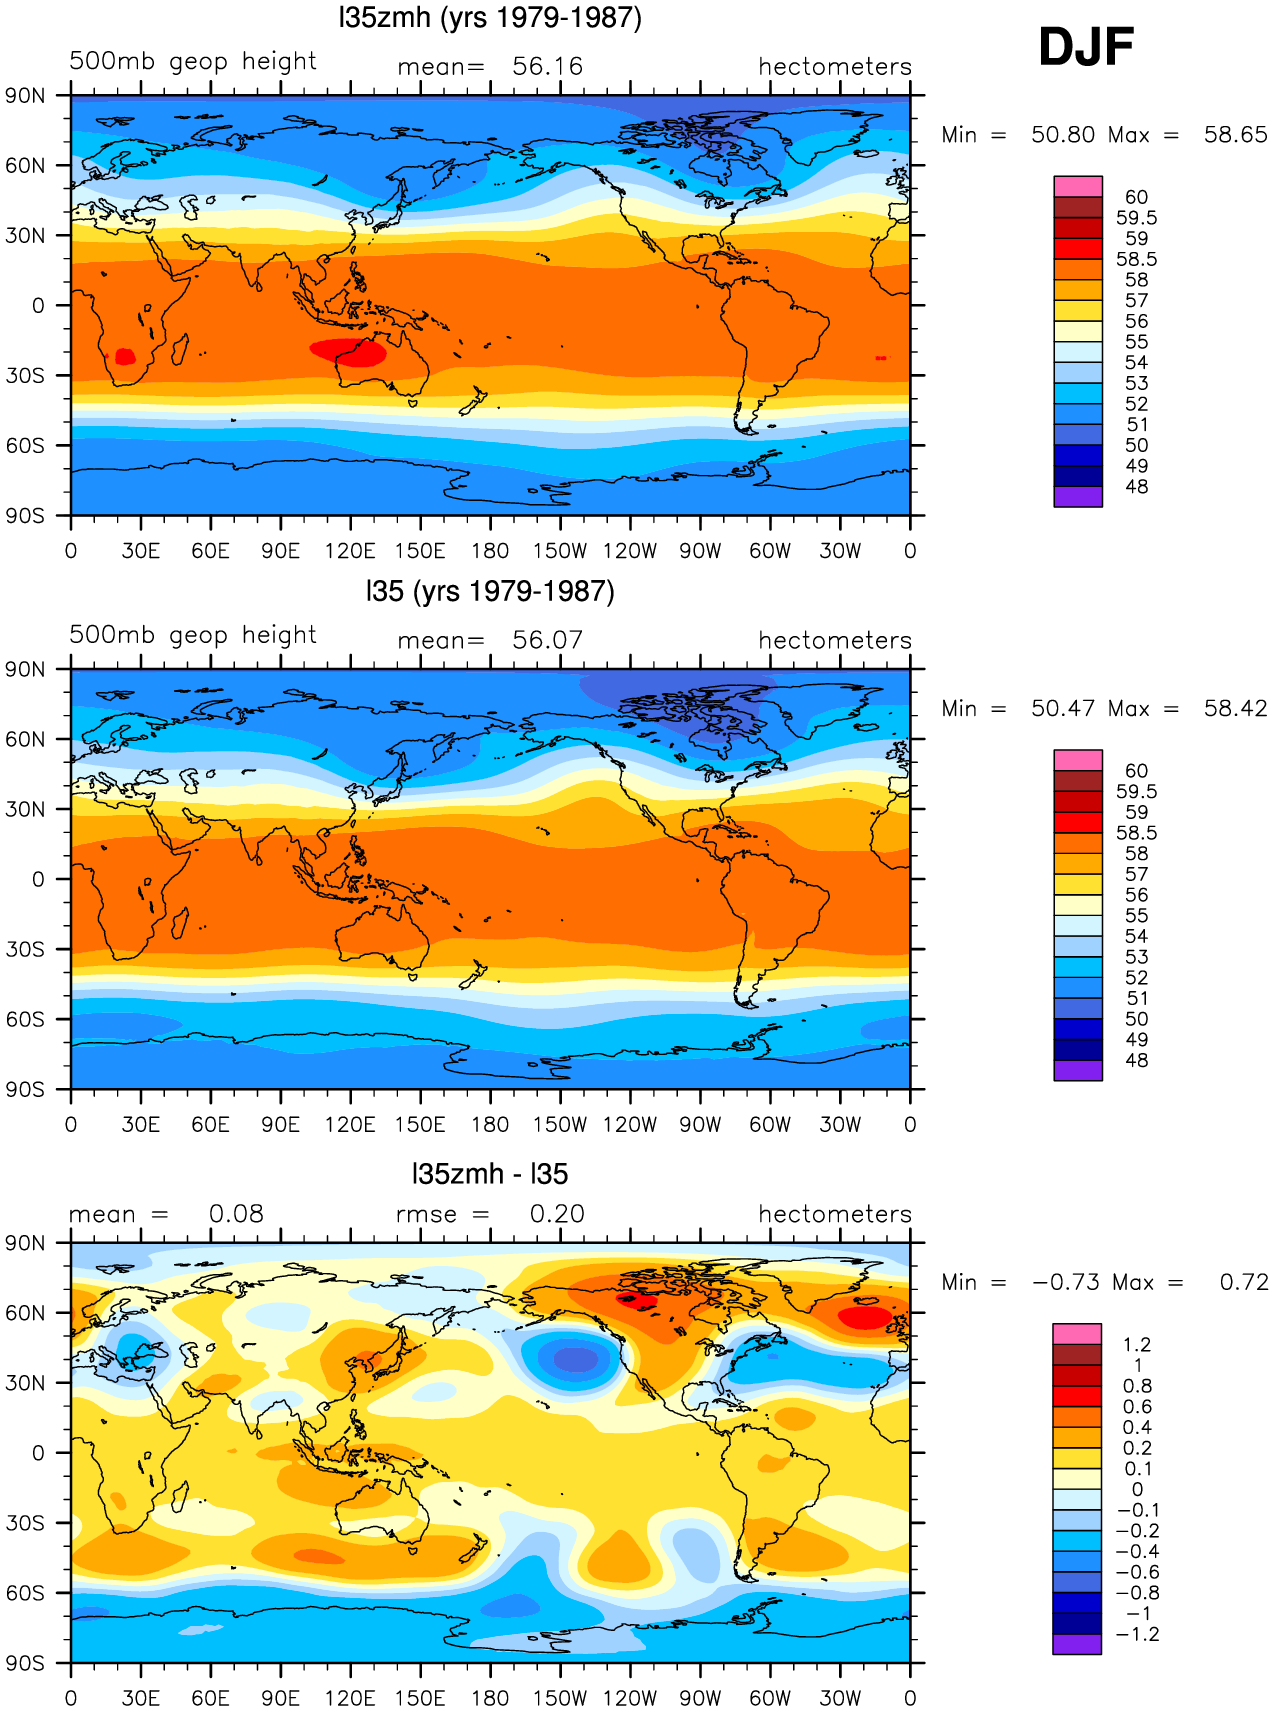 l35zmh (yrs 1979-1987)
DJF
500mb geop height mean= 56.16 hectometers
Min = 50.80 Max = 58.65
90N
60N
30N
0
30S
60S
90S
0 30E 60E 90E 120E 150E 180 150W 120W 90W 60W 30W 0
60
59.5
59
58.5
58
57
56
55
54
53
52
51
50
49
48
l35 (yrs 1979-1987)
500mb geop height mean= 56.07 hectometers
Min = 50.47 Max = 58.42
90N
60N
30N
0
30S
60S
90S
0 30E 60E 90E 120E 150E 180 150W 120W 90W 60W 30W 0
60
59.5
59
58.5
58
57
56
55
54
53
52
51
50
49
48
l35zmh - l35
mean = 0.08 rmse = 0.20 hectometers
Min = −0.73 Max = 0.72
90N
60N
30N
0
30S
60S
90S
0 30E 60E 90E 120E 150E 180 150W 120W 90W 60W 30W 0
1.2
1
0.8
0.6
0.4
0.2
0.1
0
−0.1
−0.2
−0.4
−0.6
−0.8
−1
−1.2